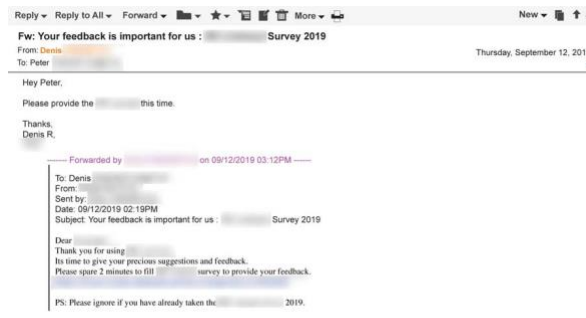 Reply Reply to All Forward More New
Fw: Your feedback is important for us : Survey 2019
From: Denis
Thursday, September 12, 201
To: Peter
Hey Peter,
Please provide the this time.
Thanks,
Denis R,
------- Forwarded by on 09/12/2019 03:12PM -------
To: Denis
From:
Sent by:
Date: 09/12/2019 02:19PM
Subject: Your feedback is important for us : Survey 2019
Dear
Thank you for using
Its time to give your precious suggestions and feedback.
Please spare 2 minutes to fill survey to provide your feedback.
PS: Please ignore if you have already taken the 2019.